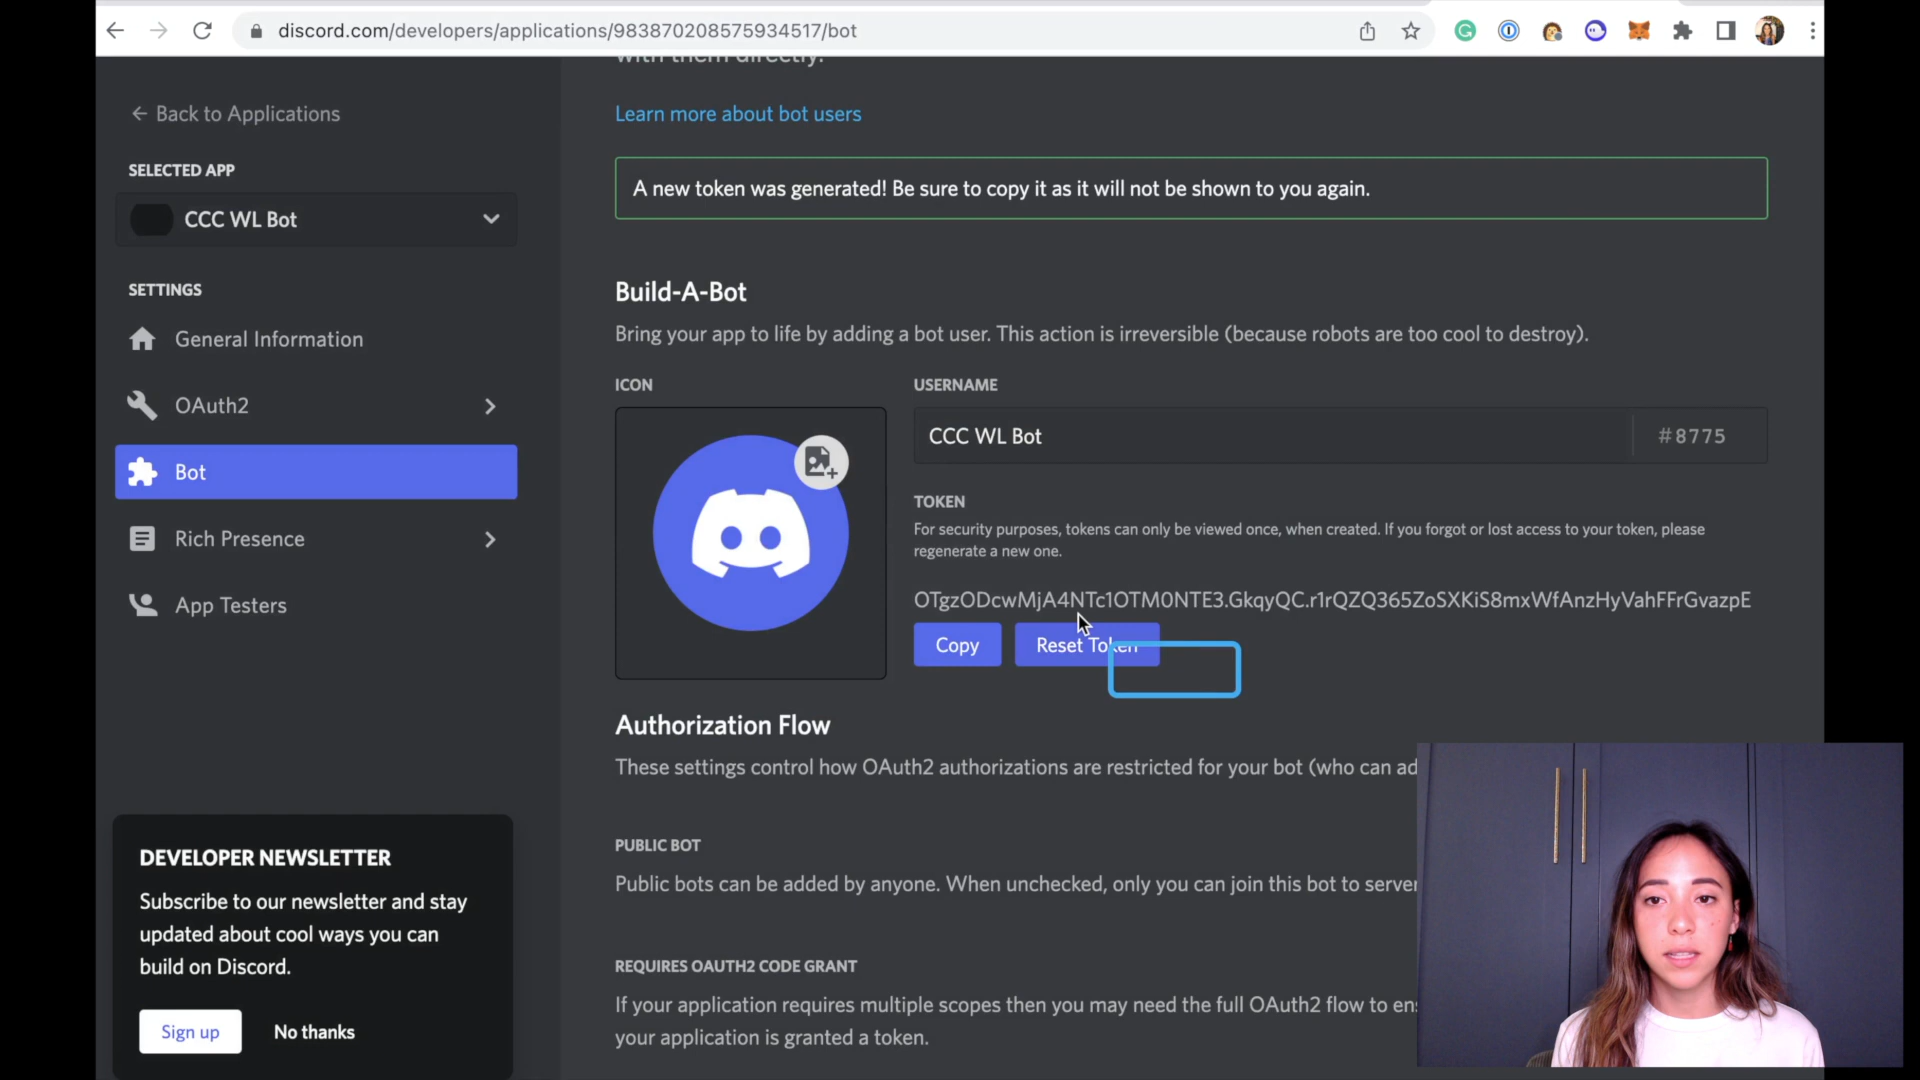 discord.com/developers/applications/983870208575934517/bot
with them directly.
Back to Applications
Learn more about bot users
SELECTED APP
CCC WL Bot
A new token was generated! Be sure to copy it as it will not be shown to you again.
SETTINGS
General Information
OAuth2
Bot
Rich Presence
App Testers
Build-A-Bot
Bring your app to life by adding a bot user. This action is irreversible (because robots are too cool to destroy).
ICON
USERNAME
CCC WL Bot
#8775
TOKEN
For security purposes, tokens can only be viewed once, when created. If you forgot or lost access to your token, please
regenerate a new one.
OTgzODcwMjA4NTc1OTM0NTE3.GkqyQC.r1rQZQ365ZoSXKiS8mxWfAnzHyVahFFrGvazpE
Copy
Reset Token
Authorization Flow
These settings control how OAuth2 authorizations are restricted for your bot (who can ad
PUBLIC BOT
Public bots can be added by anyone. When unchecked, only you can join this bot to server
REQUIRES OAUTH2 CODE GRANT
If your application requires multiple scopes then you may need the full OAuth2 flow to en
your application is granted a token.
DEVELOPER NEWSLETTER
Subscribe to our newsletter and stay
updated about cool ways you can
build on Discord.
Sign up
No thanks